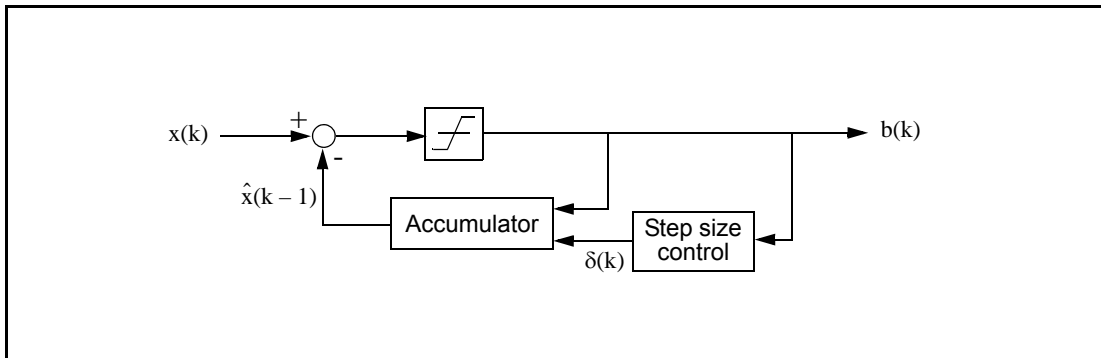 +
x(k)
b(k)
-
x̂(k – 1)
Accumulator
Step size
control
δ(k)